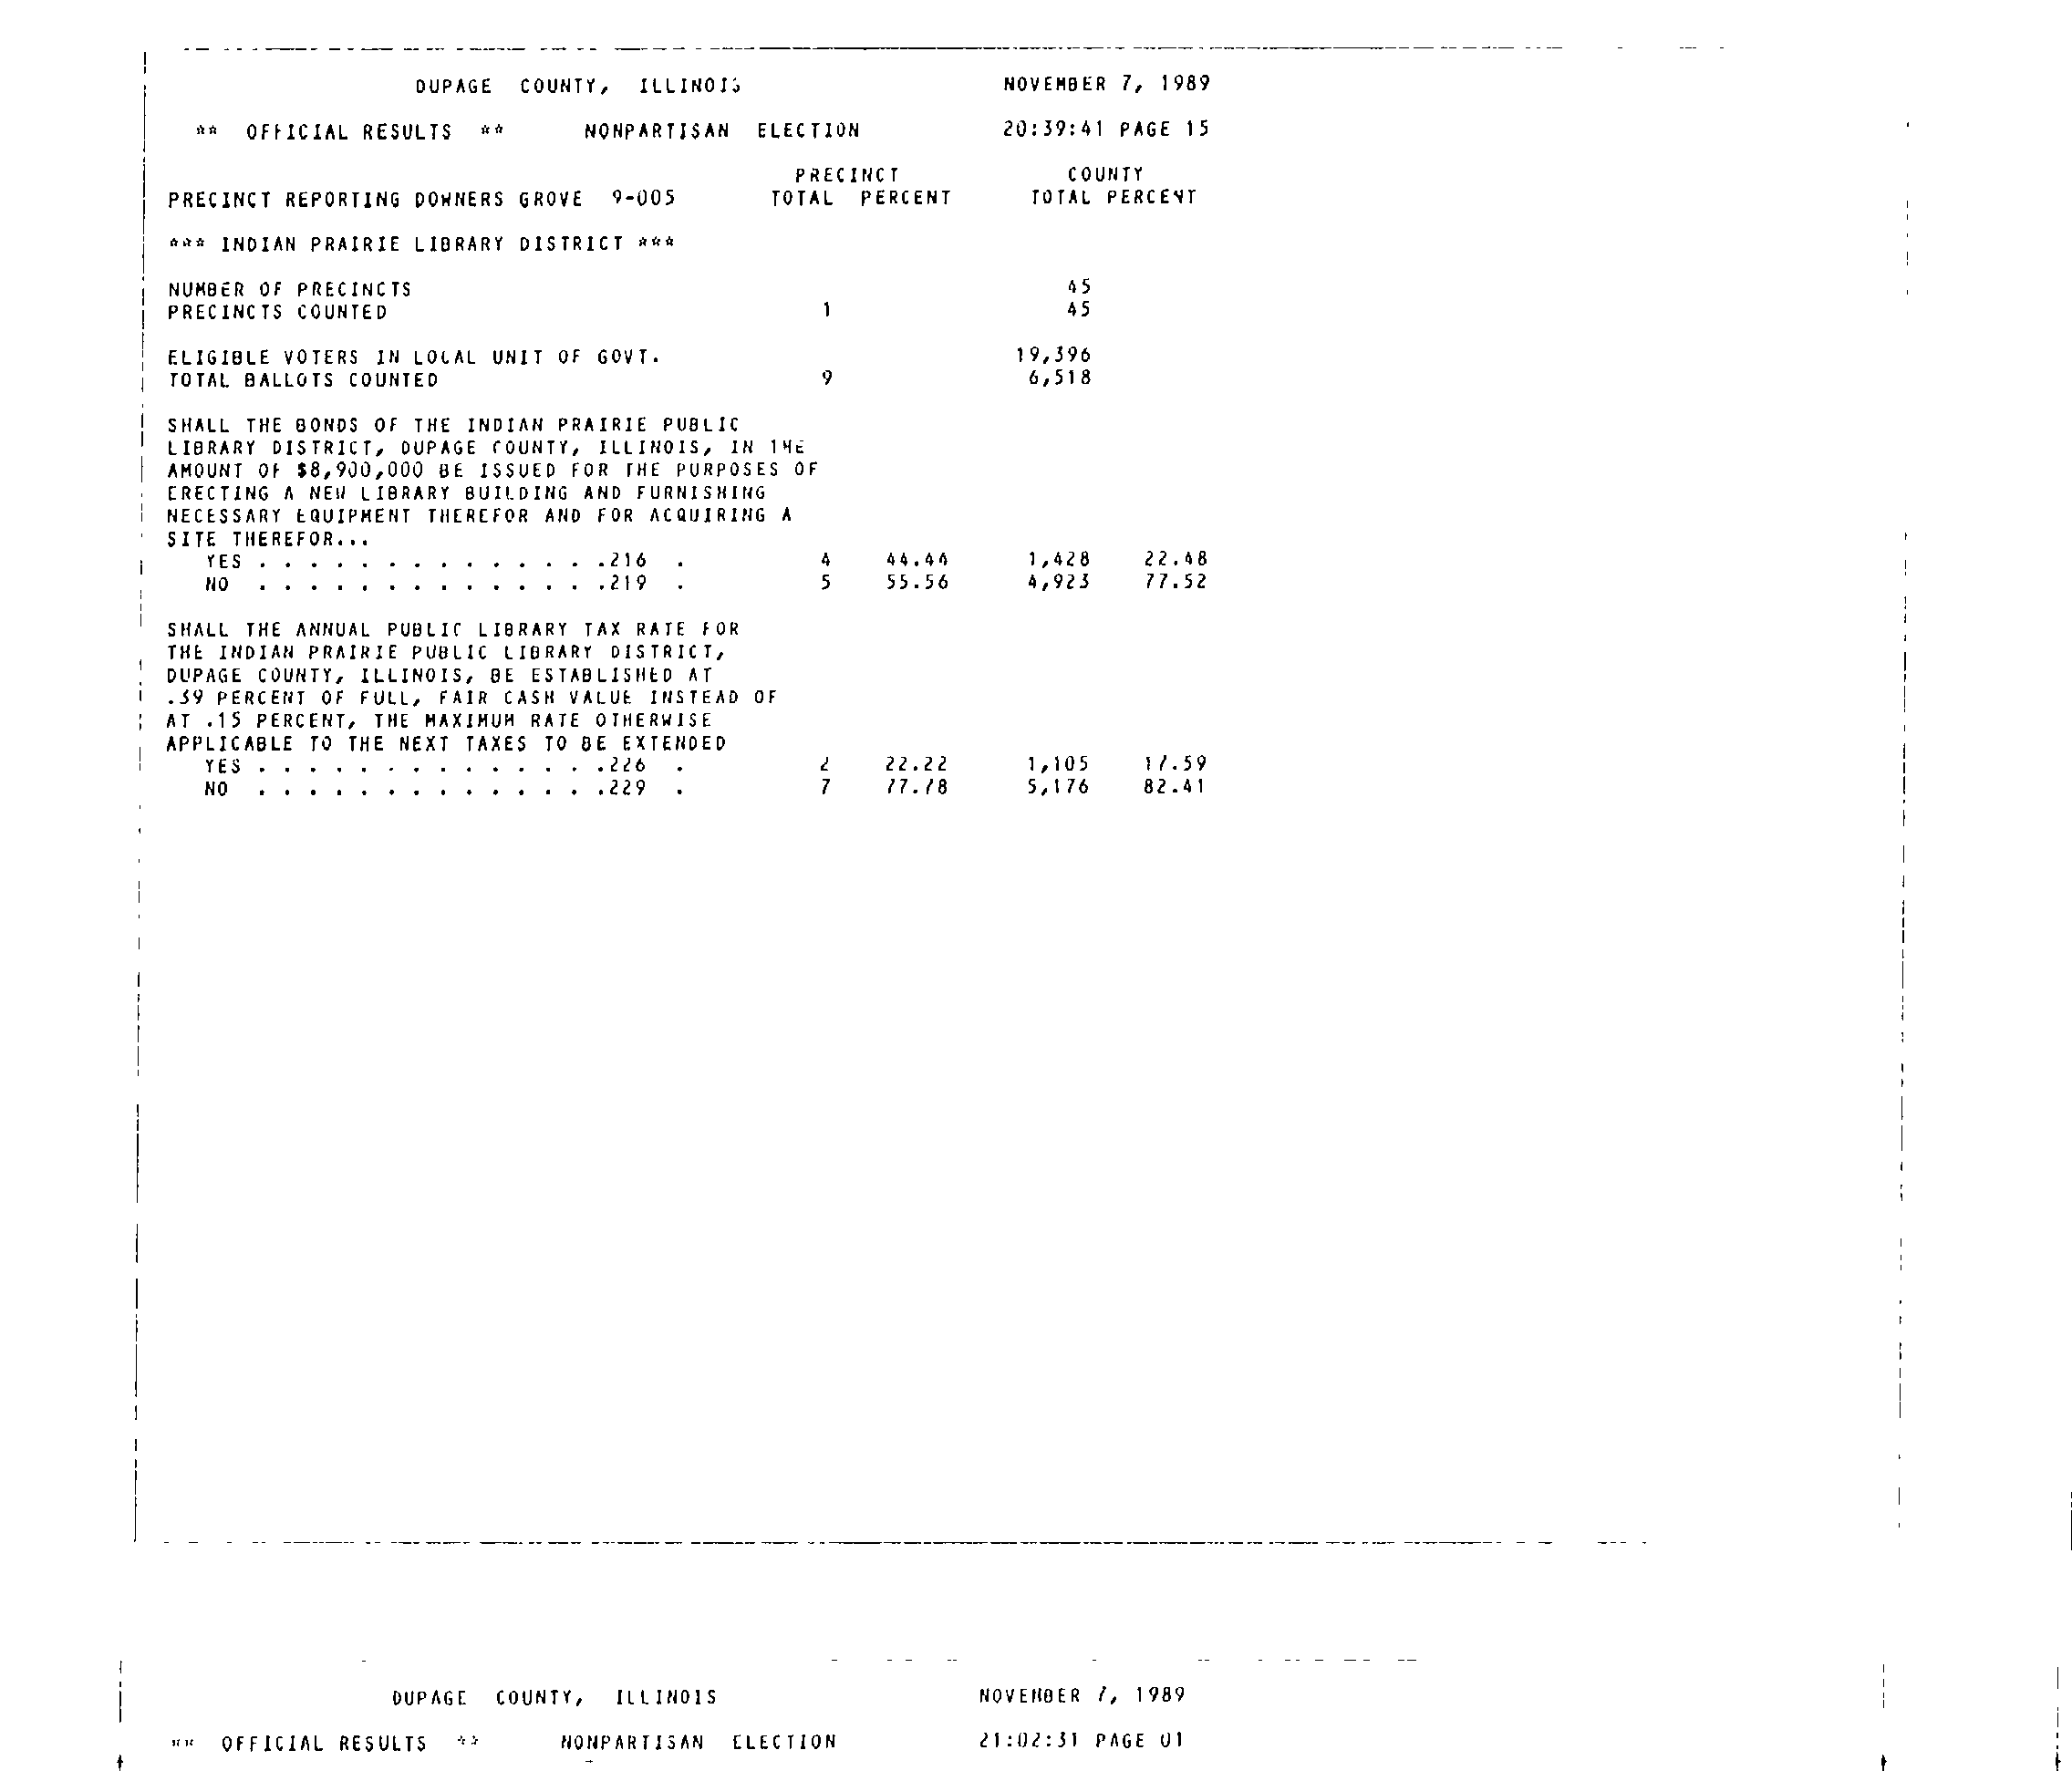 DUPAGE COUNTY, ILLINOIS NOVEMBER 7, 1989
** OFFICIAL RESULTS ** NONPARTISAN ELECTION 20:39:41 PAGE 15
PRECINCT COUNTY
PRECINCT REPORTING DOWNERS GROVE 9-005 TOTAL PERCENT TOTAL PERCENT
*** INDIAN PRAIRIE LIBRARY DISTRICT ***
NUMBER OF PRECINCTS 45
PRECINCTS COUNTED 1 45
ELIGIBLE VOTERS IN LOCAL UNIT OF GOVT. 19,396
TOTAL BALLOTS COUNTED 9 6,518
SHALL THE BONDS OF THE INDIAN PRAIRIE PUBLIC
LIBRARY DISTRICT, DUPAGE COUNTY, ILLINOIS, IN THE
AMOUNT OF $8,900,000 BE ISSUED FOR THE PURPOSES OF
ERECTING A NEW LIBRARY BUILDING AND FURNISHING
NECESSARY EQUIPMENT THEREFOR AND FOR ACQUIRING A
SITE THEREFOR...
YES . . . . . . . . . . . . . .216 . 4 44.44 1,428 22.48
NO . . . . . . . . . . . . . .219 . 5 55.56 4,923 77.52
SHALL THE ANNUAL PUBLIC LIBRARY TAX RATE FOR
THE INDIAN PRAIRIE PUBLIC LIBRARY DISTRICT,
DUPAGE COUNTY, ILLINOIS, BE ESTABLISHED AT
.39 PERCENT OF FULL, FAIR CASH VALUE INSTEAD OF
AT .15 PERCENT, THE MAXIMUM RATE OTHERWISE
APPLICABLE TO THE NEXT TAXES TO BE EXTENDED
YES . . . . . . . . . . . . . .226 . 2 22.22 1,105 17.59
NO . . . . . . . . . . . . . .229 . 7 77.78 5,176 82.41
DUPAGE COUNTY, ILLINOIS NOVEMBER 7, 1989
** OFFICIAL RESULTS ** NONPARTISAN ELECTION 21:02:31 PAGE 01